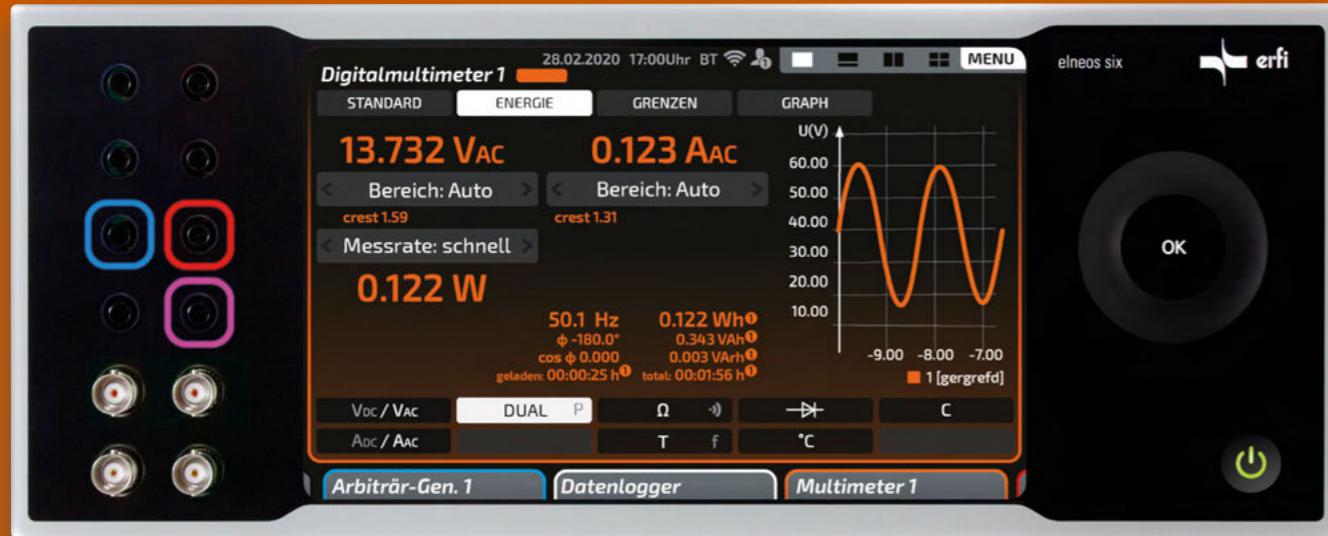 28.02.2020 17:00Uhr BT
Digitalmultimeter 1
MENU
elneos six
erfi
STANDARD ENERGIE GRENZEN GRAPH
13.732 VAC 0.123 AAC
Bereich: Auto Bereich: Auto
crest 1.59 crest 1.31
Messrate: schnell
0.122 W
50.1 Hz 0.122 Wh
ϕ -180.0° 0.343 VAh
cos ϕ 0.000 0.003 VArh
geladen: 00:00:25 h total: 00:01:56 h
U(V)
60.00
50.00
40.00
30.00
20.00
10.00
-9.00 -8.00 -7.00
1 [gergrefd]
OK
VDC / VAC DUAL P Ω C
ADC / AAC T f °C
Arbiträr-Gen. 1 Datenlogger Multimeter 1